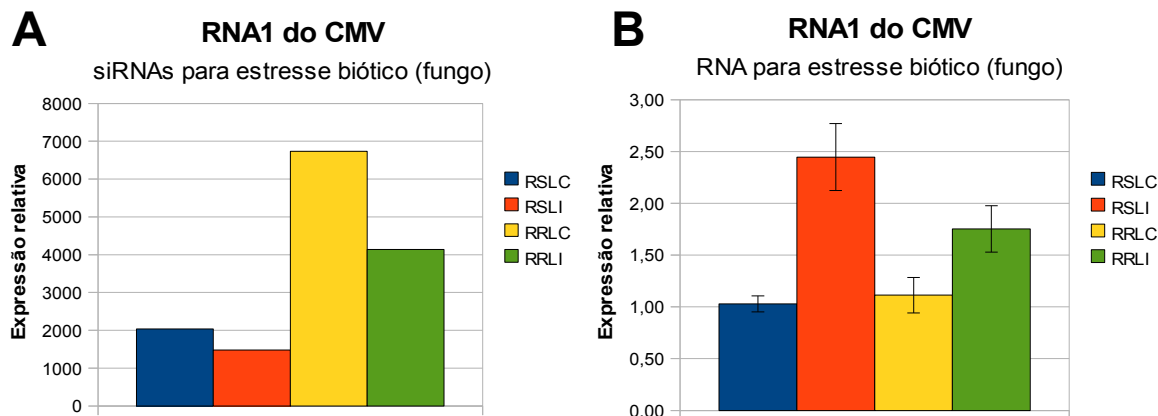 A
RNA1 do CMV
siRNAs para estresse biótico (fungo)
Expressão relativa
8000
7000
6000
5000
4000
3000
2000
1000
0
RSLC
RSLI
RRLC
RRLI
B
RNA1 do CMV
RNA para estresse biótico (fungo)
Expressão relativa
3,00
2,50
2,00
1,50
1,00
0,50
0,00
RSLC
RSLI
RRLC
RRLI